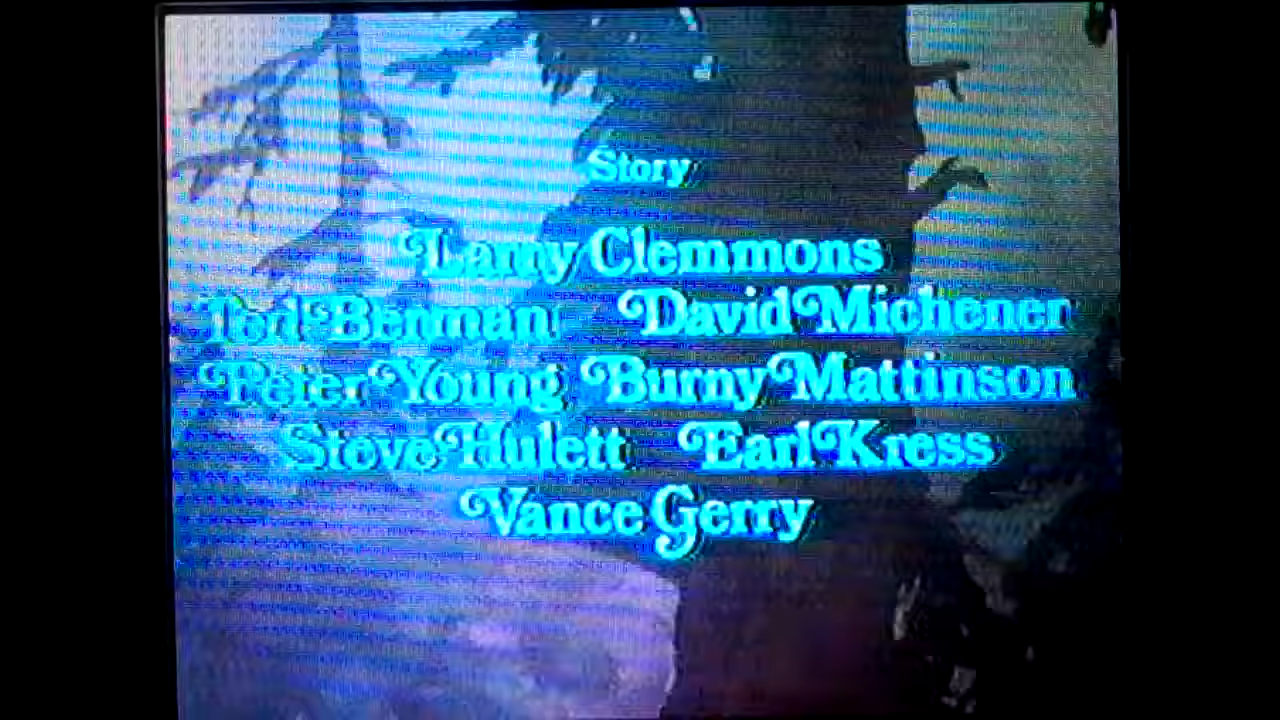 Story
Larry Clemmons
Ted Berman David Michener
Peter Young Burny Mattinson
Steve Hulett Earl Kress
Vance Gerry